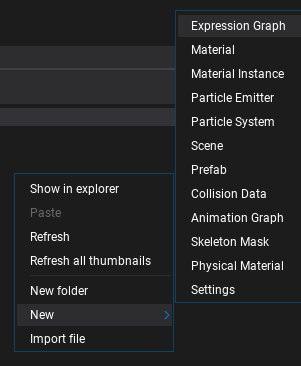 Expression Graph
Material
Material Instance
Particle Emitter
Particle System
Scene
Prefab
Collision Data
Animation Graph
Skeleton Mask
Physical Material
Settings
Show in explorer
Paste
Refresh
Refresh all thumbnails
New folder
New
Import file